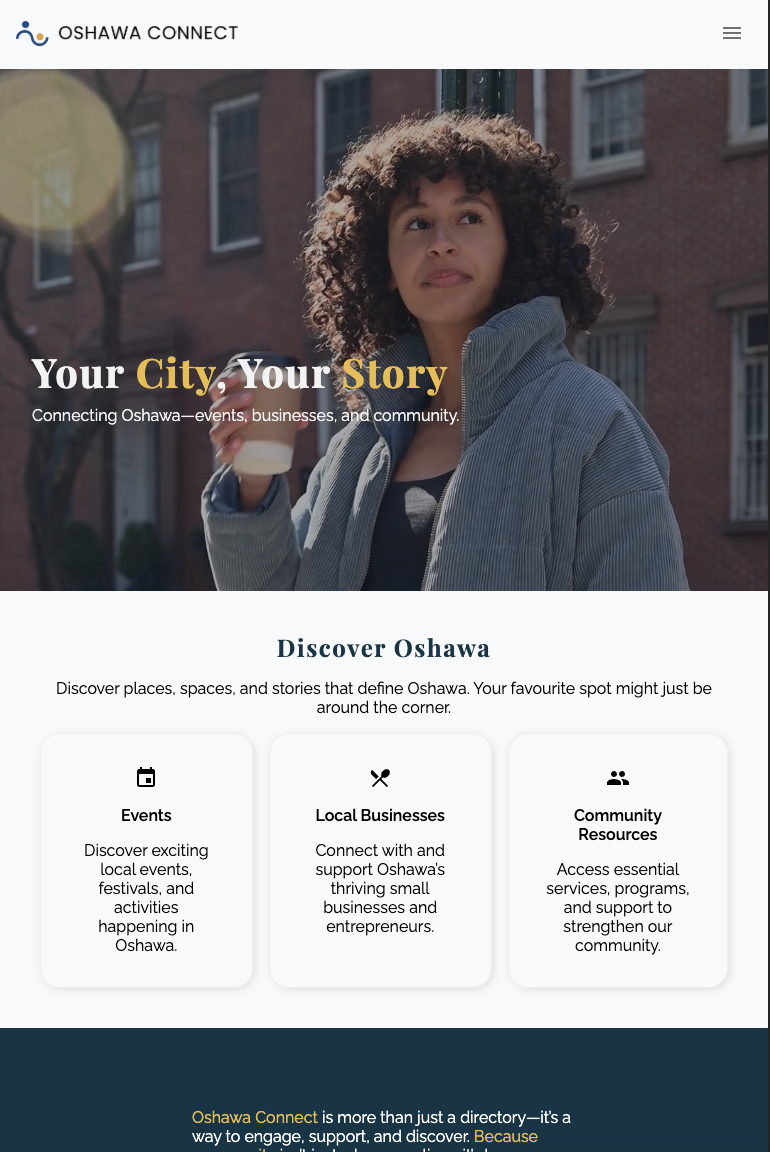 OSHAWA CONNECT
Your City, Your Story
Connecting Oshawa—events, businesses, and community.
Discover Oshawa
Discover places, spaces, and stories that define Oshawa. Your favourite spot might just be
around the corner.
Events
Discover exciting
local events,
festivals, and
activities
happening in
Oshawa.
Local Businesses
Connect with and
support Oshawa's
thriving small
businesses and
entrepreneurs.
Community
Resources
Access essential
services, programs,
and support to
strengthen our
community.
Oshawa Connect is more than just a directory—it's a
way to engage, support, and discover. Because